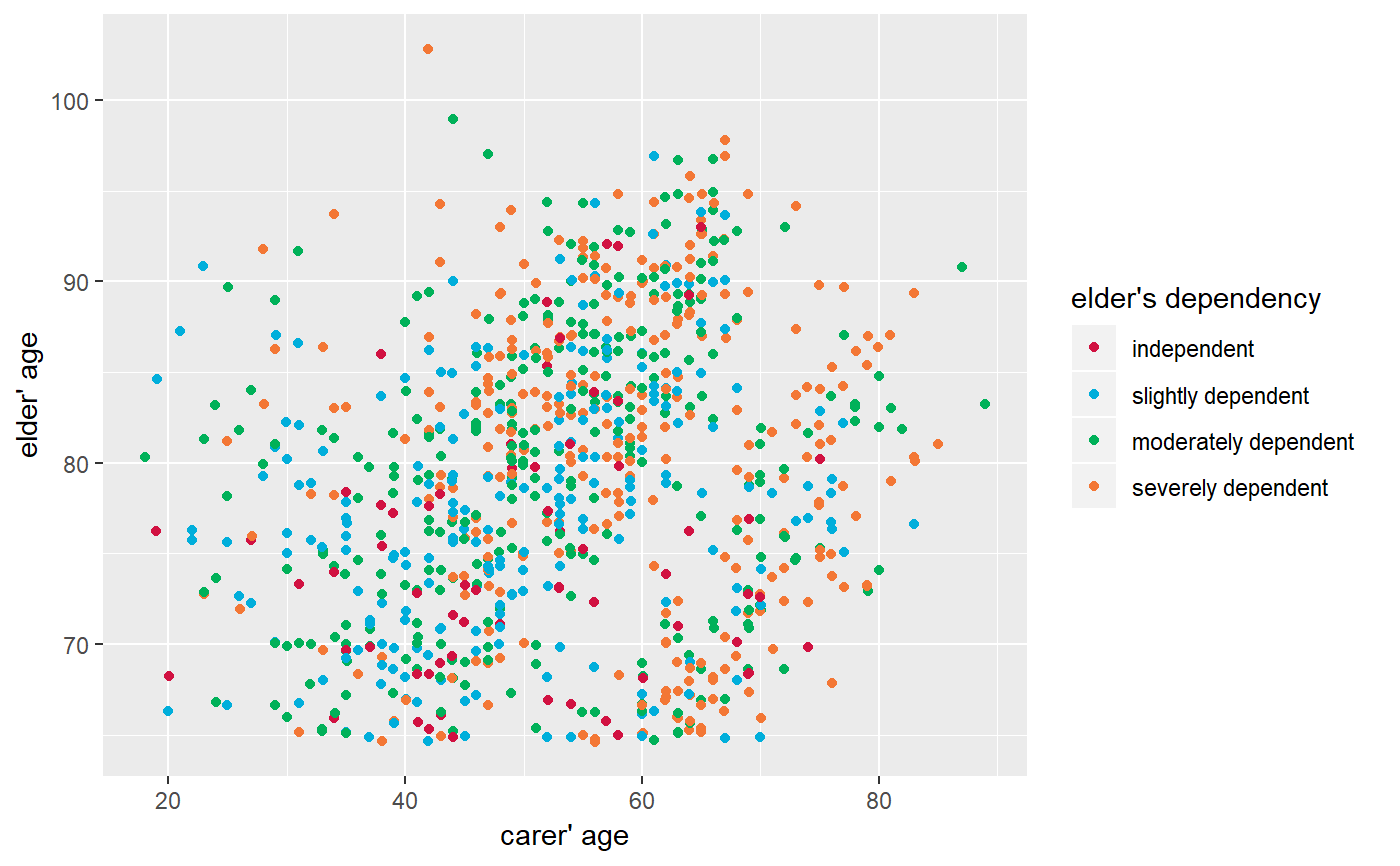 100
90
80
70
elder' age
20
40
60
80
carer' age
elder's dependency
independent
slightly dependent
moderately dependent
severely dependent